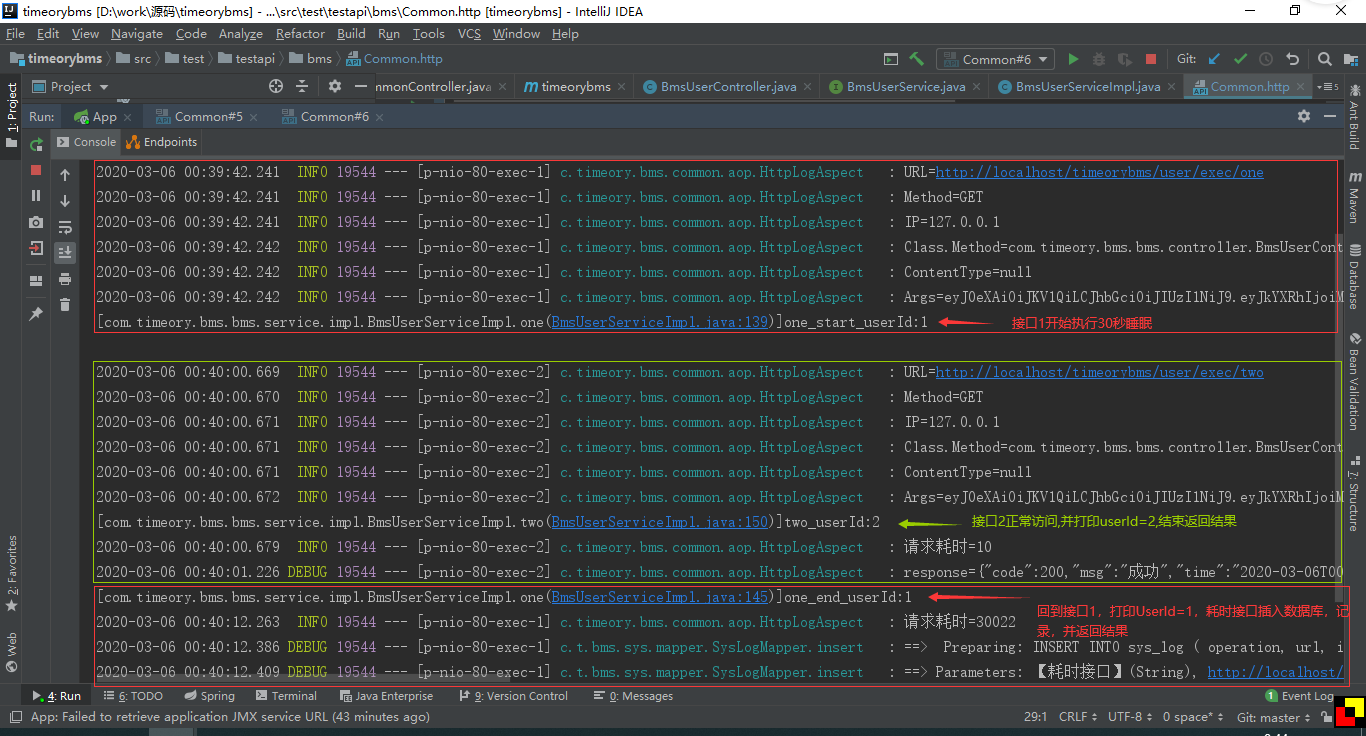 timeorybms [D:\work\源码\timeorybms] - ...\src\test\testapi\bms\Common.http [timeorybms] - IntelliJ IDEA
File Edit View Navigate Code Analyze Refactor Build Run Tools VCS Window Help
timeorybms src test testapi bms Common.http Common#6 Git:
1: Project Project mmonController.java timeorybms BmsUserController.java BmsUserService.java BmsUserServiceImpl.java Common.http 5
Run: App Common#5 Common#6
Console Endpoints
2020-03-06 00:39:42.241 INFO 19544 --- [p-nio-80-exec-1] c.timeory.bms.common.aop.HttpLogAspect : URL=http://localhost/timeorybms/user/exec/one
2020-03-06 00:39:42.241 INFO 19544 --- [p-nio-80-exec-1] c.timeory.bms.common.aop.HttpLogAspect : Method=GET
2020-03-06 00:39:42.241 INFO 19544 --- [p-nio-80-exec-1] c.timeory.bms.common.aop.HttpLogAspect : IP=127.0.0.1
2020-03-06 00:39:42.242 INFO 19544 --- [p-nio-80-exec-1] c.timeory.bms.common.aop.HttpLogAspect : Class.Method=com.timeory.bms.bms.controller.BmsUserCont
2020-03-06 00:39:42.242 INFO 19544 --- [p-nio-80-exec-1] c.timeory.bms.common.aop.HttpLogAspect : ContentType=null
2020-03-06 00:39:42.242 INFO 19544 --- [p-nio-80-exec-1] c.timeory.bms.common.aop.HttpLogAspect : Args=eyJ0eXAiOiJKV1QiLCJhbGciOiJIUzI1NiJ9.eyJkYXRhIjoiM
[com.timeory.bms.bms.service.impl.BmsUserServiceImpl.one(BmsUserServiceImpl.java:139)]one_start_userId:1 接口1开始执行30秒睡眠
2020-03-06 00:40:00.669 INFO 19544 --- [p-nio-80-exec-2] c.timeory.bms.common.aop.HttpLogAspect : URL=http://localhost/timeorybms/user/exec/two
2020-03-06 00:40:00.670 INFO 19544 --- [p-nio-80-exec-2] c.timeory.bms.common.aop.HttpLogAspect : Method=GET
2020-03-06 00:40:00.671 INFO 19544 --- [p-nio-80-exec-2] c.timeory.bms.common.aop.HttpLogAspect : IP=127.0.0.1
2020-03-06 00:40:00.671 INFO 19544 --- [p-nio-80-exec-2] c.timeory.bms.common.aop.HttpLogAspect : Class.Method=com.timeory.bms.bms.controller.BmsUserCont
2020-03-06 00:40:00.671 INFO 19544 --- [p-nio-80-exec-2] c.timeory.bms.common.aop.HttpLogAspect : ContentType=null
2020-03-06 00:40:00.672 INFO 19544 --- [p-nio-80-exec-2] c.timeory.bms.common.aop.HttpLogAspect : Args=eyJ0eXAiOiJKV1QiLCJhbGciOiJIUzI1NiJ9.eyJkYXRhIjoiM
[com.timeory.bms.bms.service.impl.BmsUserServiceImpl.two(BmsUserServiceImpl.java:150)]two_userId:2 接口2正常访问,并打印userId=2,结束返回结果
2020-03-06 00:40:00.679 INFO 19544 --- [p-nio-80-exec-2] c.timeory.bms.common.aop.HttpLogAspect : 请求耗时=10
2020-03-06 00:40:01.226 DEBUG 19544 --- [p-nio-80-exec-2] c.timeory.bms.common.aop.HttpLogAspect : response={"code":200,"msg":"成功","time":"2020-03-06T00
[com.timeory.bms.bms.service.impl.BmsUserServiceImpl.one(BmsUserServiceImpl.java:145)]one_end_userId:1
回到接口1，打印UserId=1，耗时接口插入数据库，记
录，并返回结果
2020-03-06 00:40:12.263 INFO 19544 --- [p-nio-80-exec-1] c.timeory.bms.common.aop.HttpLogAspect : 请求耗时=30022
2020-03-06 00:40:12.386 DEBUG 19544 --- [p-nio-80-exec-1] c.t.bms.sys.mapper.SysLogMapper.insert : ==> Preparing: INSERT INTO sys_log ( operation, url, i
2020-03-06 00:40:12.409 DEBUG 19544 --- [p-nio-80-exec-1] c.t.bms.sys.mapper.SysLogMapper.insert : ==> Parameters: 【耗时接口】(String), http://localhost/
2: Favorites
Web
Ant Build
Maven
Database
Bean Validation
7: Structure
4: Run 6: TODO Spring Terminal Java Enterprise 9: Version Control 0: Messages 1 Event Log
App: Failed to retrieve application JMX service URL (43 minutes ago) 29:1 CRLF UTF-8 0 space* Git: master